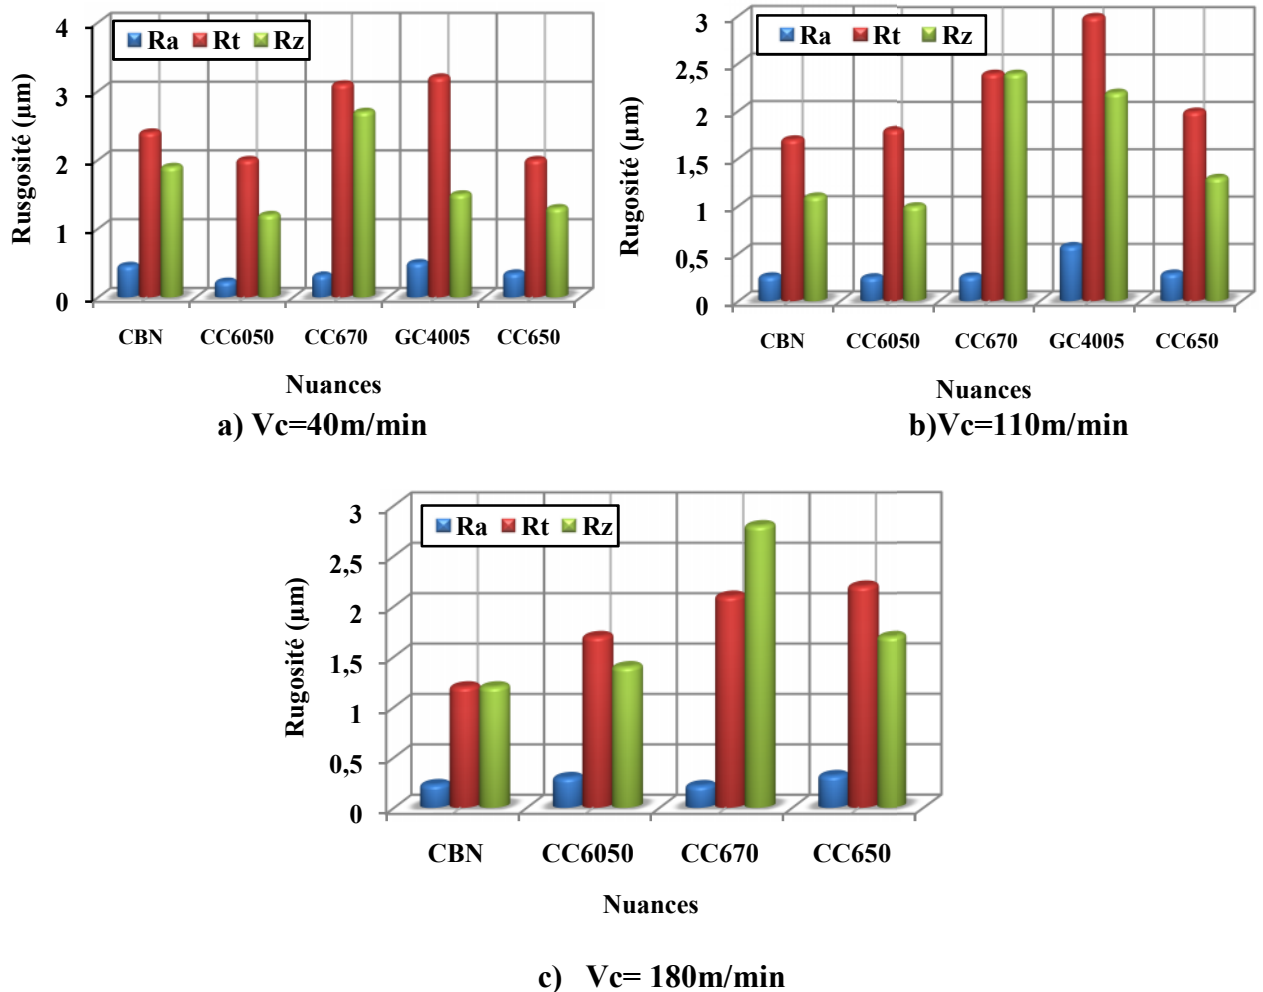 4
3
2
1
0
Rusgosité (µm)
Ra Rt Rz
CBN CC6050 CC670 GC4005 CC650
Nuances
a) Vc=40m/min
3
2,5
2
1,5
1
0,5
0
Rugosité (µm)
Ra Rt Rz
CBN CC6050 CC670 GC4005 CC650
Nuances
b)Vc=110m/min
3
2,5
2
1,5
1
0,5
0
Rugosité (µm)
Ra Rt Rz
CBN CC6050 CC670 CC650
Nuances
c) Vc= 180m/min